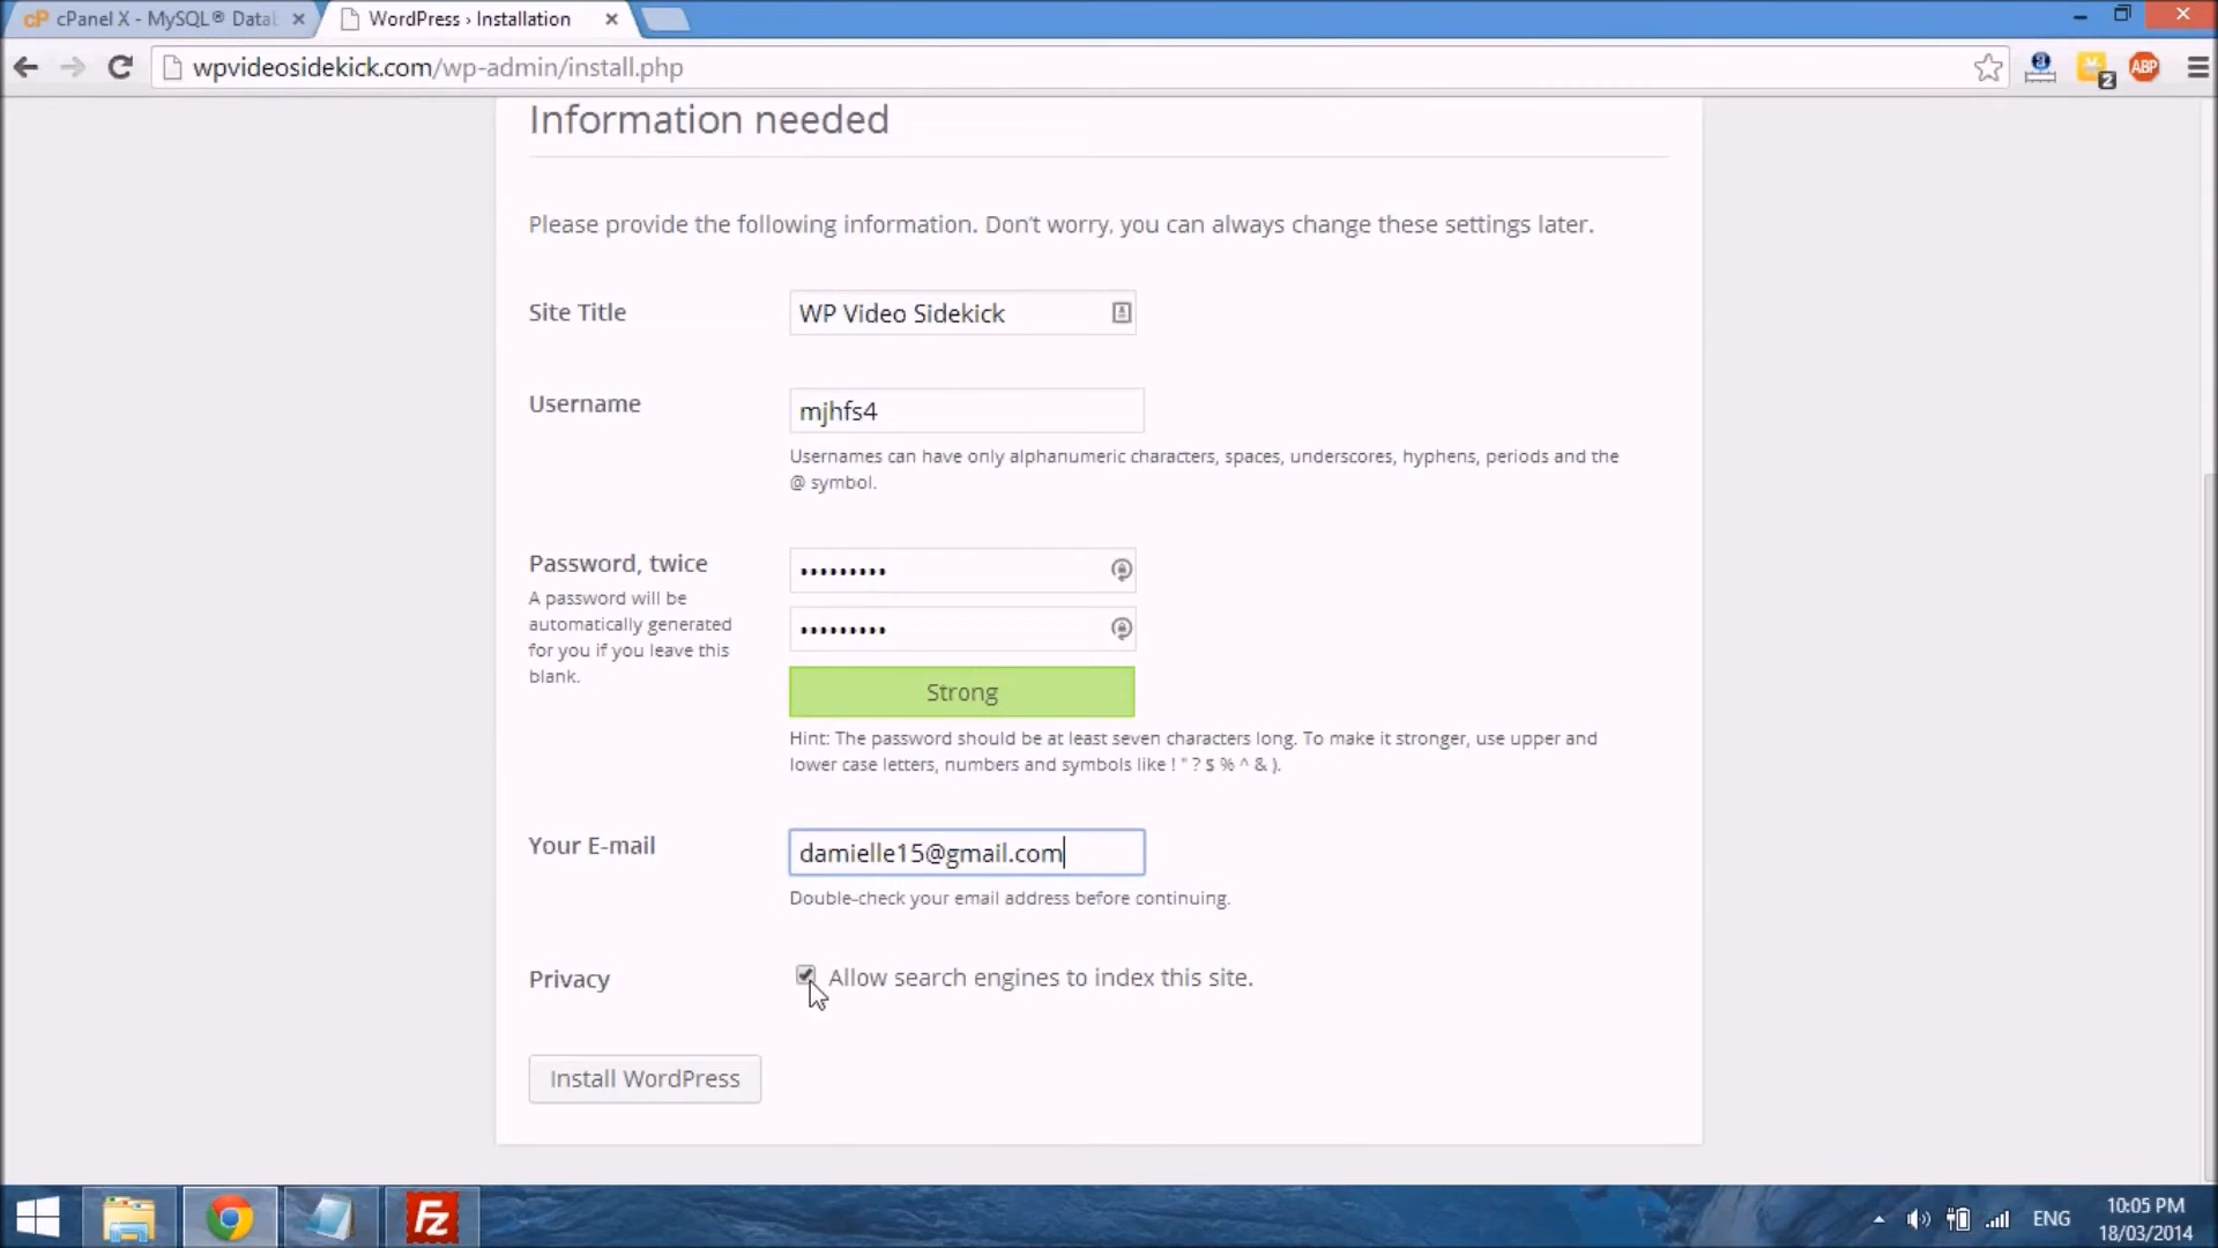 cP cPanel X - MySQL® Datab
WordPress › Installation
wpvideosidekick.com/wp-admin/install.php
2
ABP
Information needed
Please provide the following information. Don't worry, you can always change these settings later.
Site Title
WP Video Sidekick
Username
mjhfs4
Usernames can have only alphanumeric characters, spaces, underscores, hyphens, periods and the
@ symbol.
Password, twice
A password will be
automatically generated
for you if you leave this
blank.
•••••••••
•••••••••
Strong
Hint: The password should be at least seven characters long. To make it stronger, use upper and
lower case letters, numbers and symbols like ! " ? $ % ^ & ).
Your E-mail
damielle15@gmail.com
Double-check your email address before continuing.
Privacy
Allow search engines to index this site.
Install WordPress
Fz
ENG
10:05 PM
18/03/2014